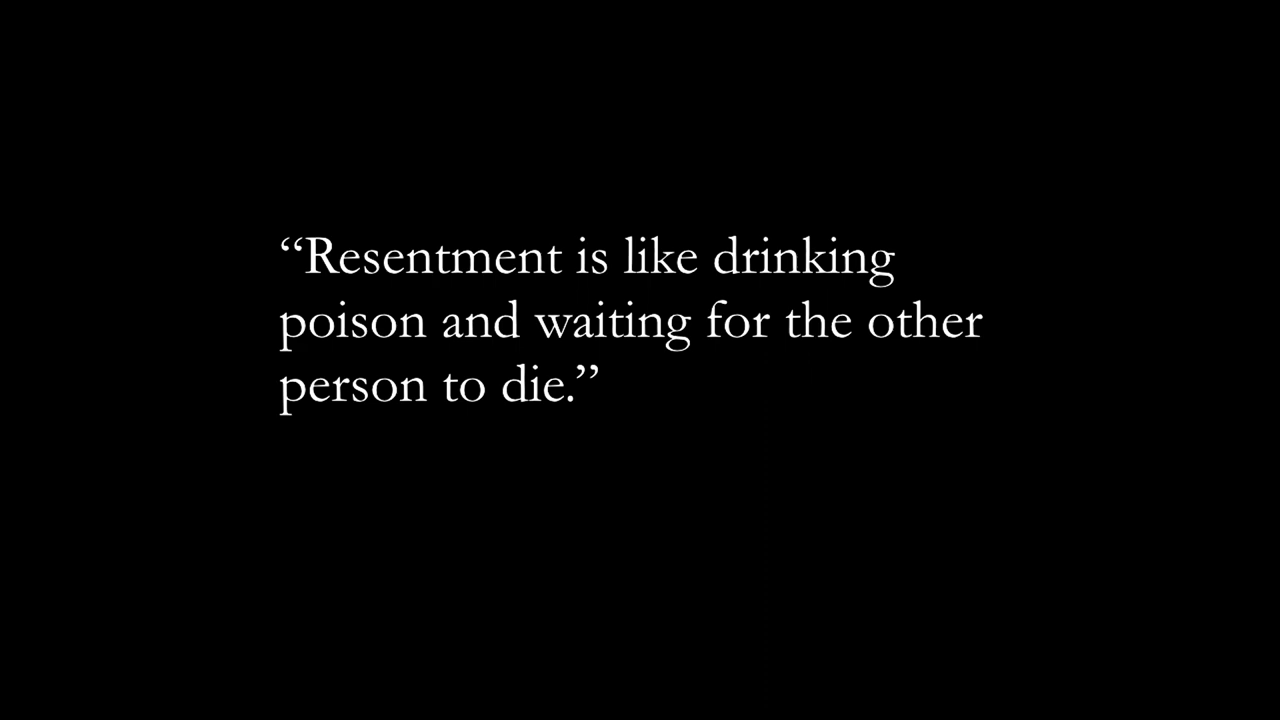 “Resentment is like drinking
poison and waiting for the other
person to die.”